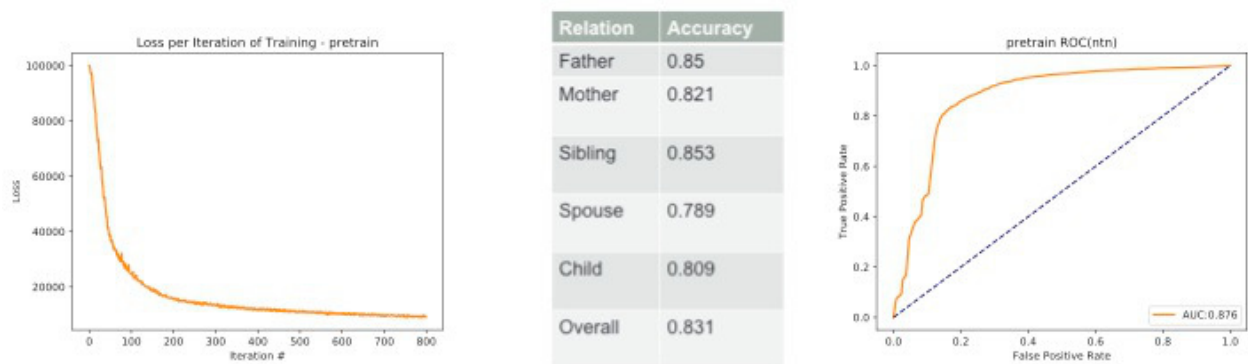 Loss per Iteration of Training - pretrain
100000
80000
60000
40000
20000
Loss
0 100 200 300 400 500 600 700 800
Iteration #
Relation Accuracy
Father 0.85
Mother 0.821
Sibling 0.853
Spouse 0.789
Child 0.809
Overall 0.831
pretrain ROC(ntn)
1.0
0.8
0.6
0.4
0.2
0.0
True Positive Rate
AUC:0.876
0.0 0.2 0.4 0.6 0.8 1.0
False Positive Rate